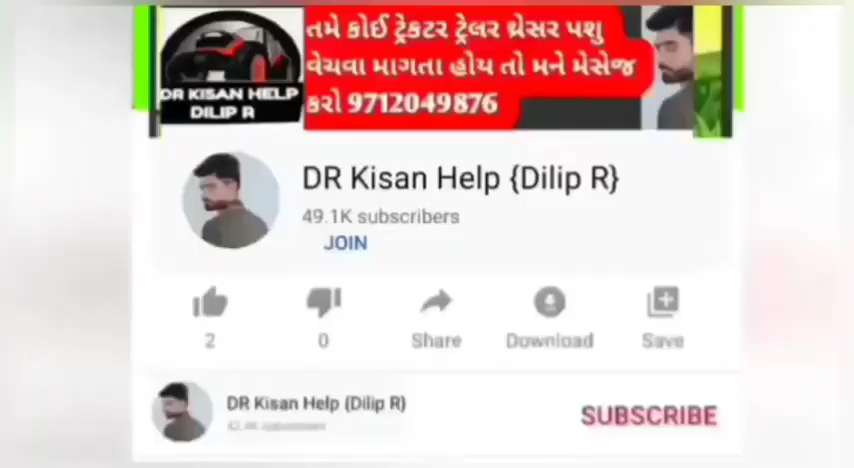 તમે કોઈ ટ્રેકટર ટ્રેલર થ્રેસર પશુ
વેચવા માગતા હોય તો મને મેસેજ
કરો 9712049876
DR KISAN HELP
DILIP R
DR Kisan Help {Dilip R}
49.1K subscribers
JOIN
2
0
Share
Download
Save
DR Kisan Help (Dilip R)
SUBSCRIBE